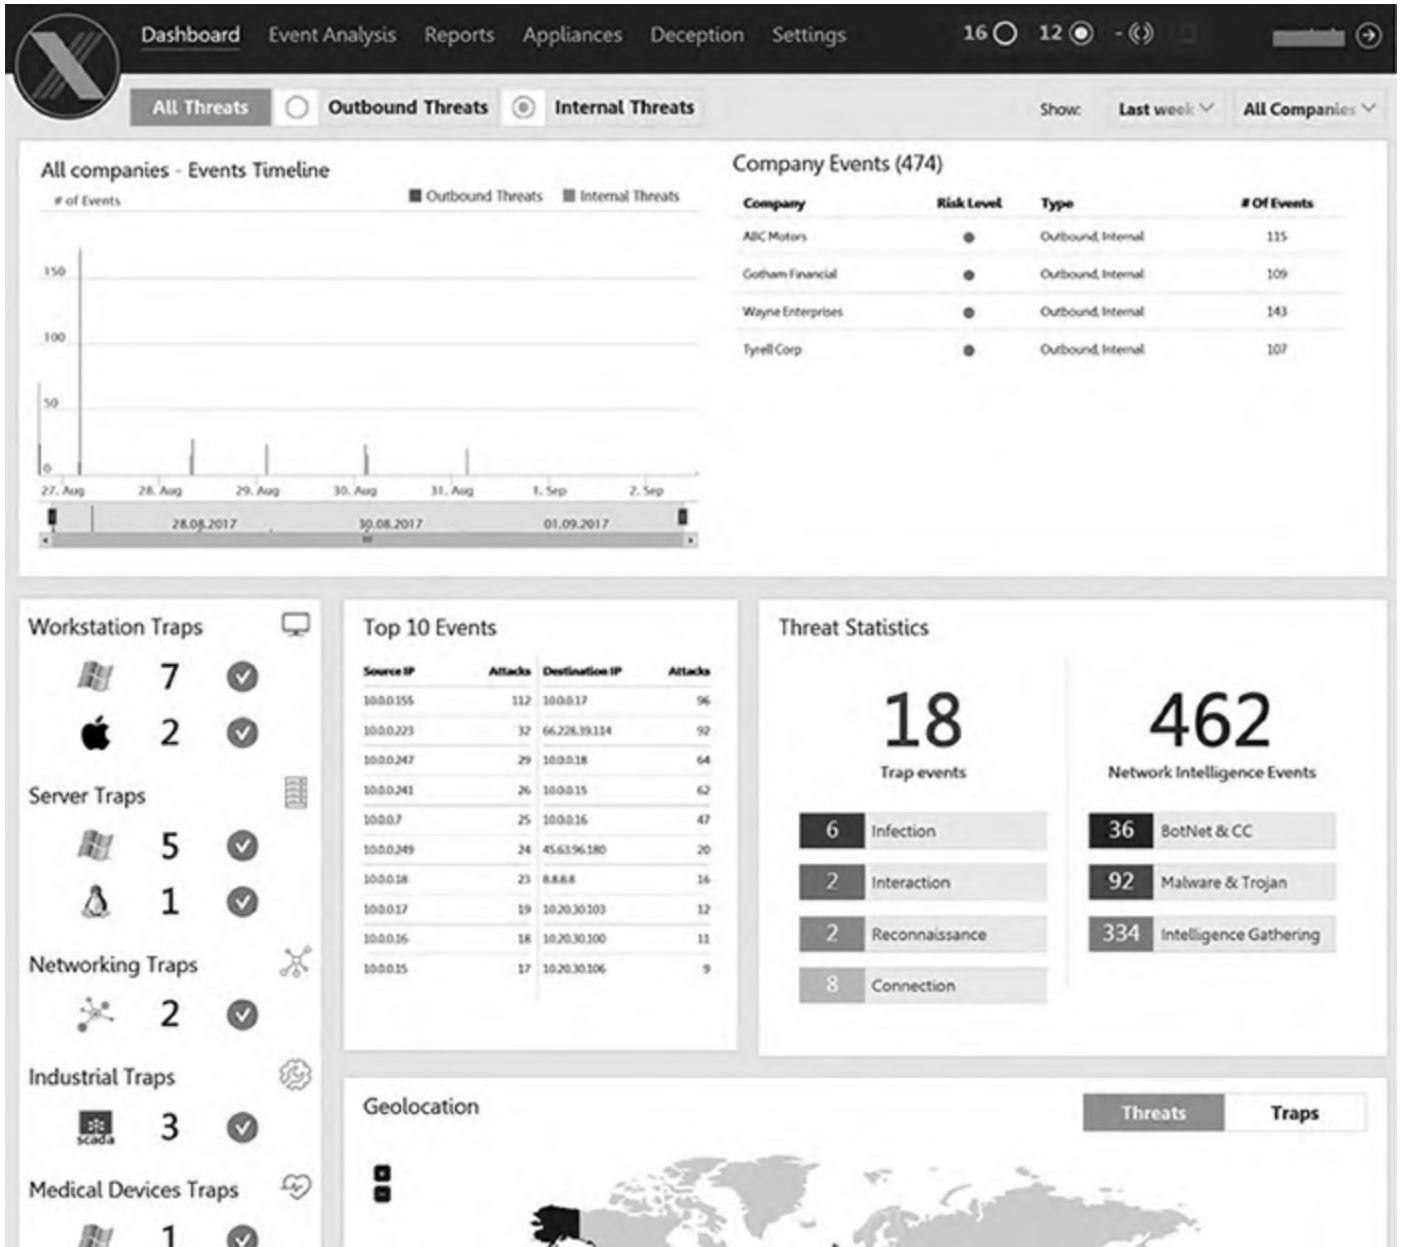 Dashboard Event Analysis Reports Appliances Deception Settings 16 12 -
All Threats Outbound Threats Internal Threats Show: Last week All Companies
All companies - Events Timeline
# of Events Outbound Threats Internal Threats
150
100
50
0
27. Aug 28. Aug 29. Aug 30. Aug 31. Aug 1. Sep 2. Sep
28.08.2017 30.08.2017 01.09.2017
Company Events (474)
Company Risk Level Type # Of Events
ABC Motors Outbound, Internal 115
Gotham Financial Outbound, Internal 109
Wayne Enterprises Outbound, Internal 143
Tyrell Corp Outbound, Internal 107
Workstation Traps
7
2
Server Traps
5
1
Networking Traps
2
Industrial Traps
scada 3
Medical Devices Traps
1
Top 10 Events
Source IP Attacks Destination IP Attacks
10.0.0.155 112 10.0.0.17 96
10.0.0.223 32 66.228.39.114 92
10.0.0.247 29 10.0.0.18 64
10.0.0.241 26 10.0.0.15 62
10.0.0.7 25 10.0.0.16 47
10.0.0.249 24 45.63.96.180 20
10.0.0.18 23 8.8.8.8 16
10.0.0.17 19 10.20.30.103 12
10.0.0.16 18 10.20.30.100 11
10.0.0.15 17 10.20.30.106 9
Threat Statistics
18
Trap events
6 Infection
2 Interaction
2 Reconnaissance
8 Connection
462
Network Intelligence Events
36 BotNet & CC
92 Malware & Trojan
334 Intelligence Gathering
Geolocation Threats Traps